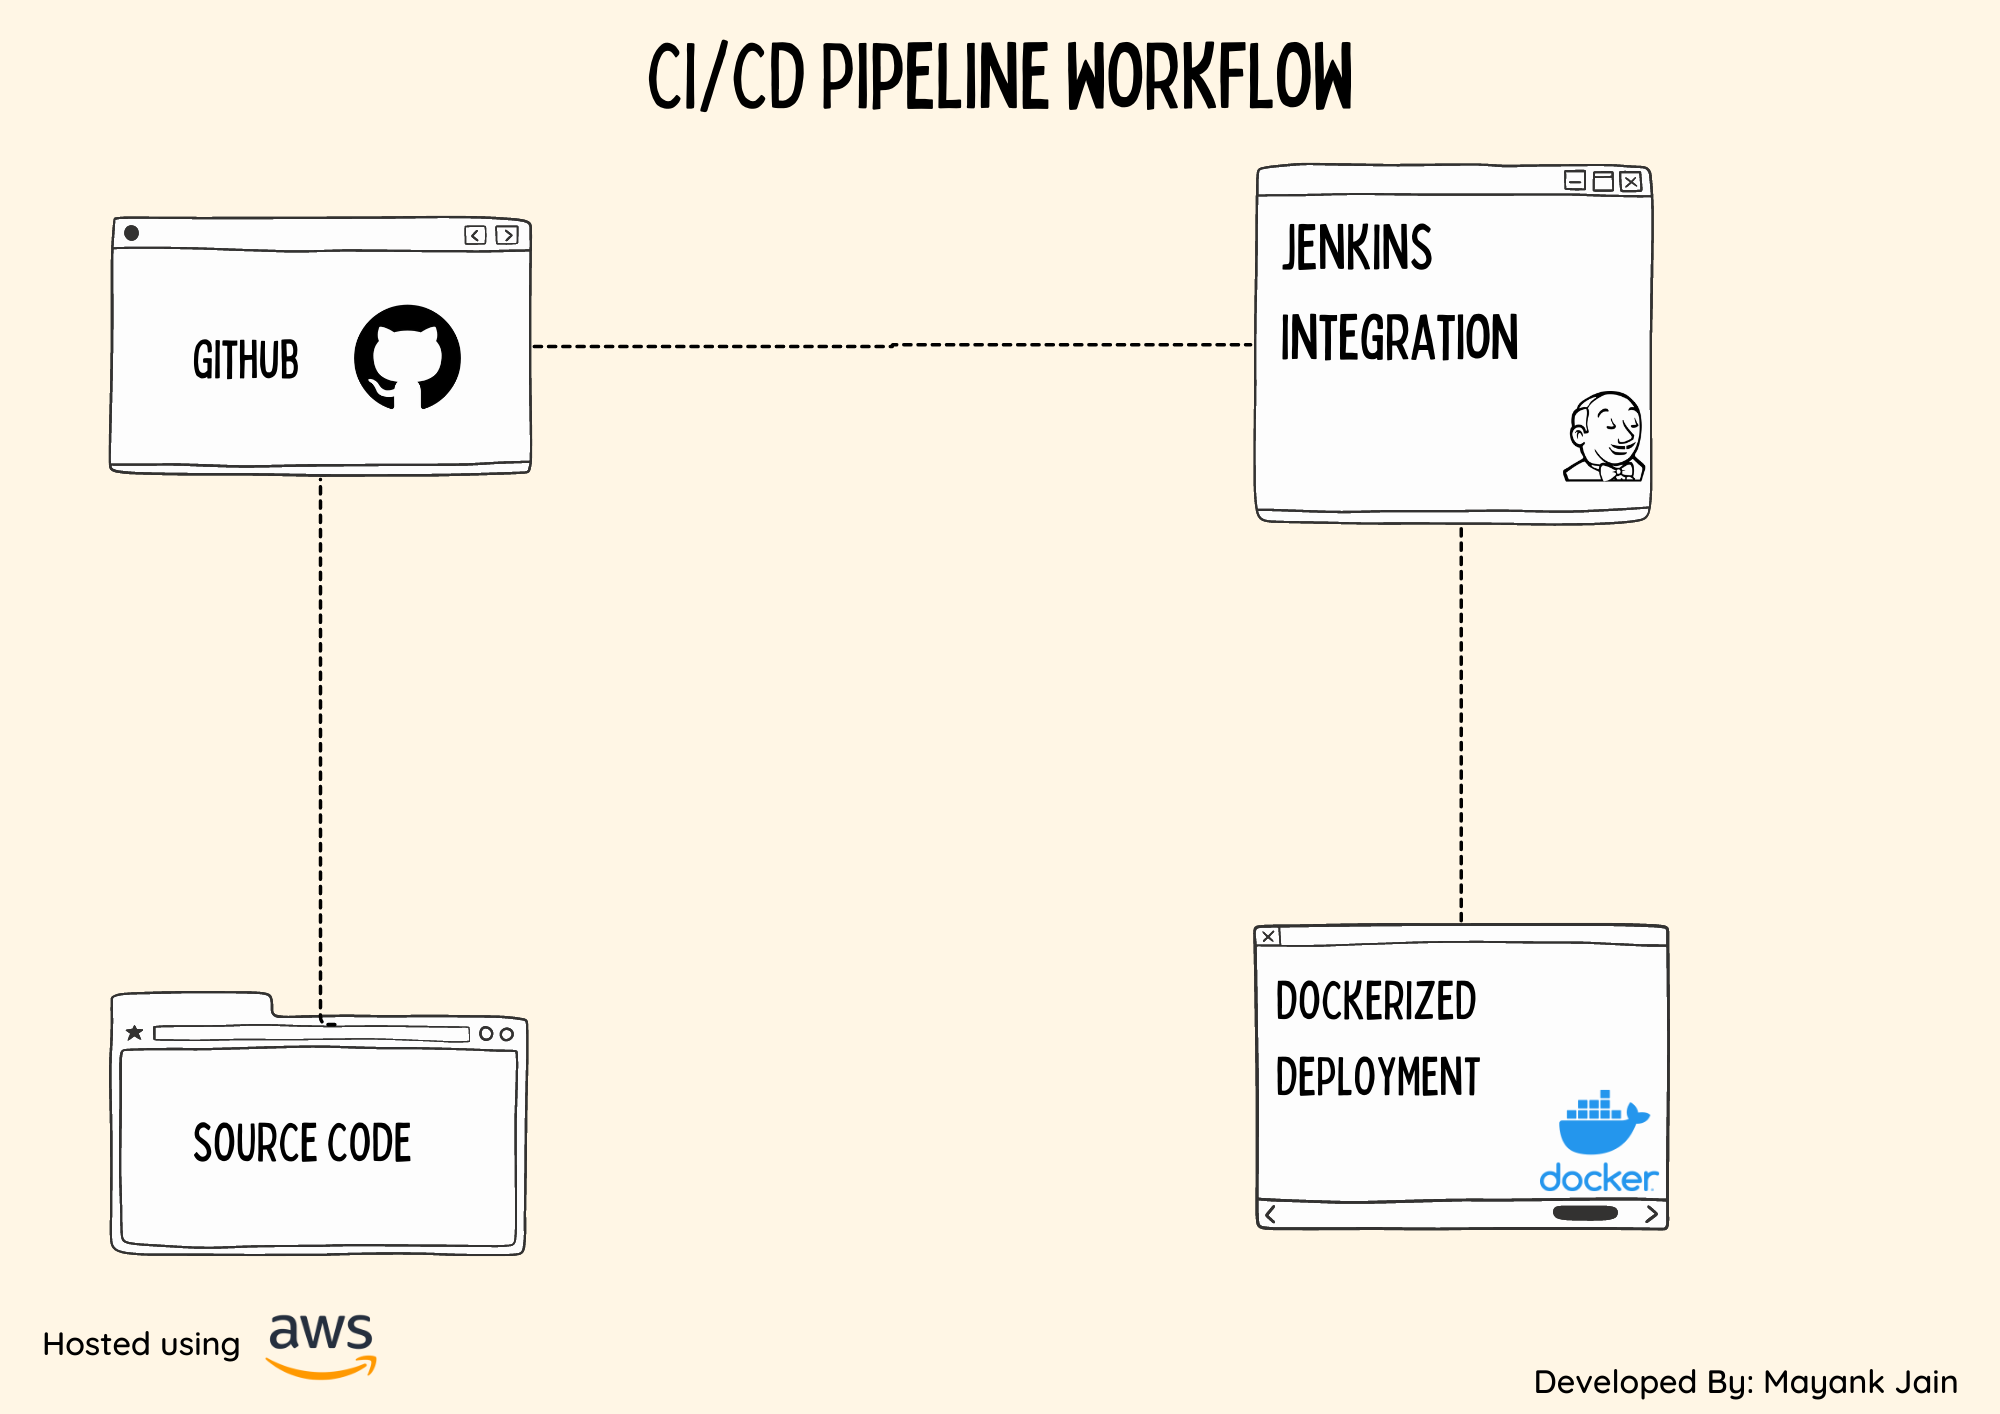 CI/CD PIPELINE WORKFLOW
GITHUB
JENKINS
INTEGRATION
SOURCE CODE
DOCKERIZED
DEPLOYMENT
docker
Hosted using aws
Developed By: Mayank Jain